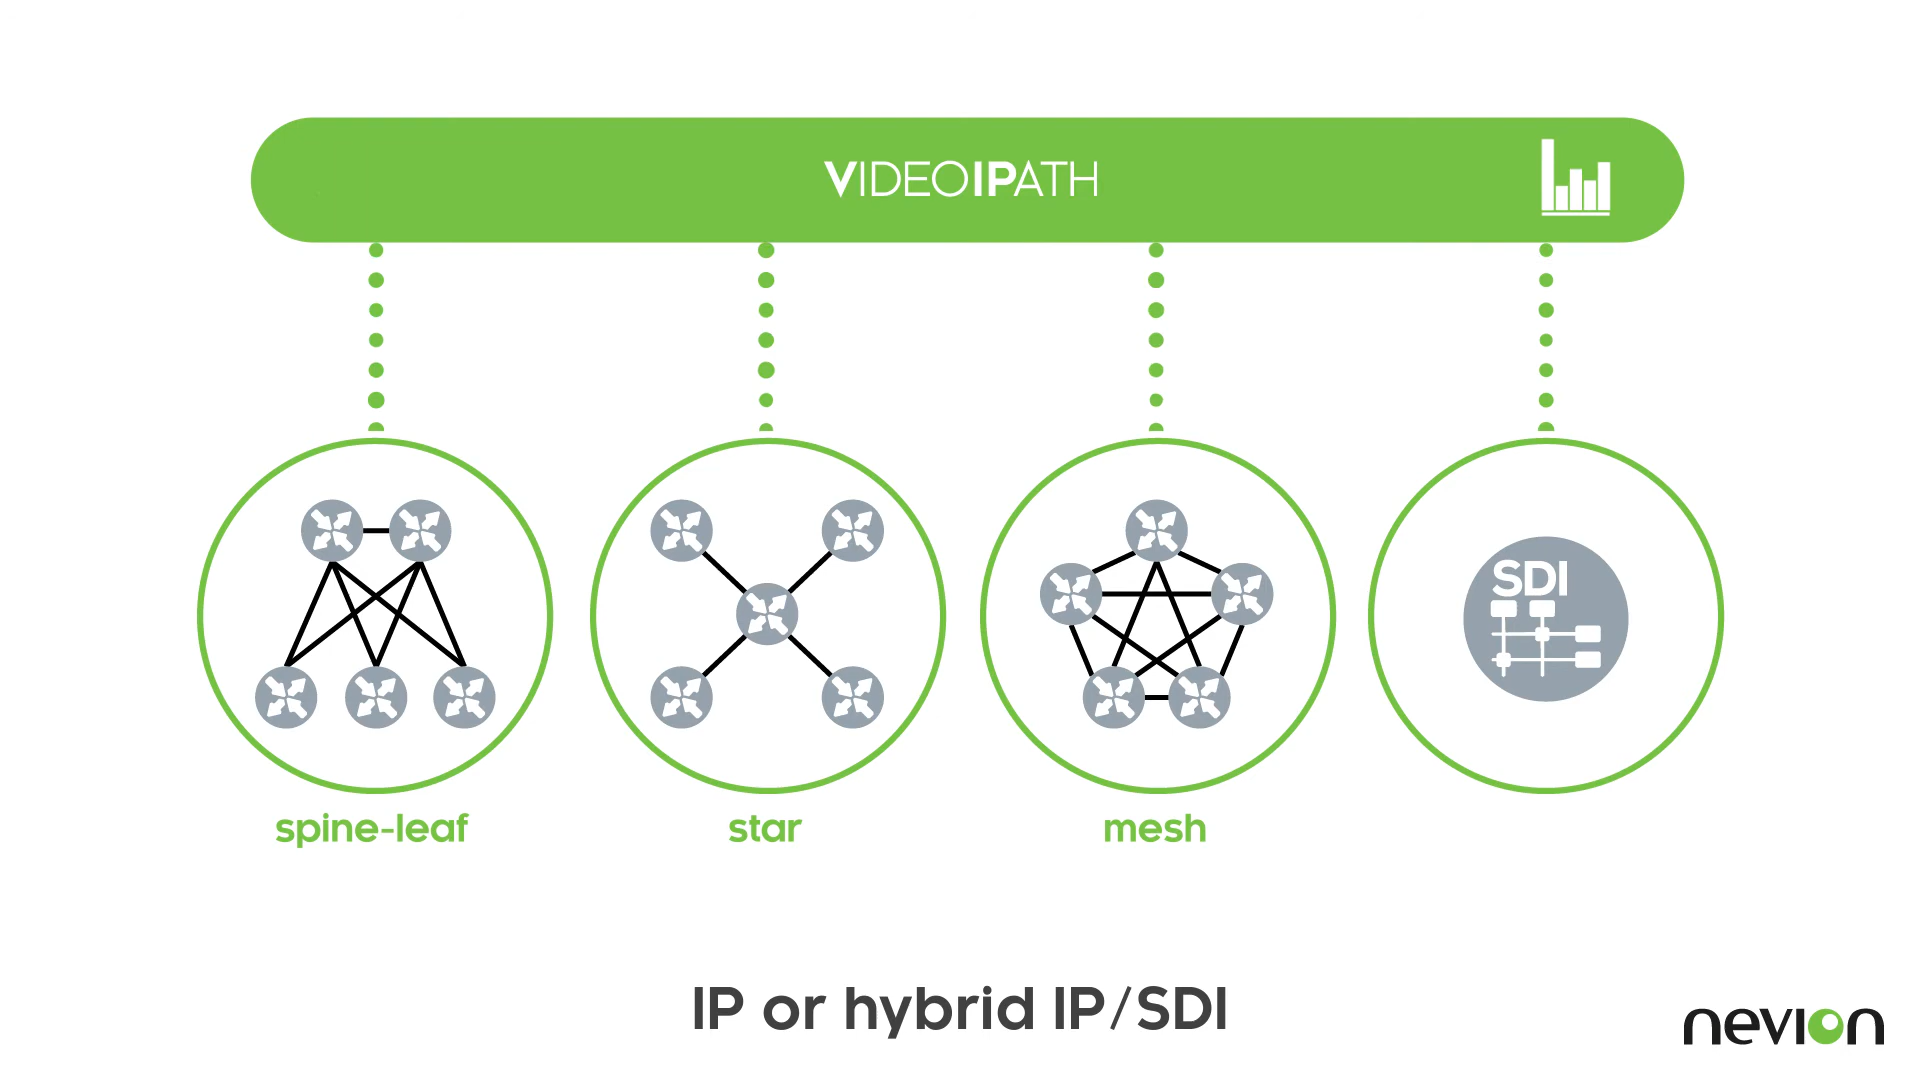 VIDEOIPATH
SDI
spine-leaf
star
mesh
IP or hybrid IP/SDI
nevion